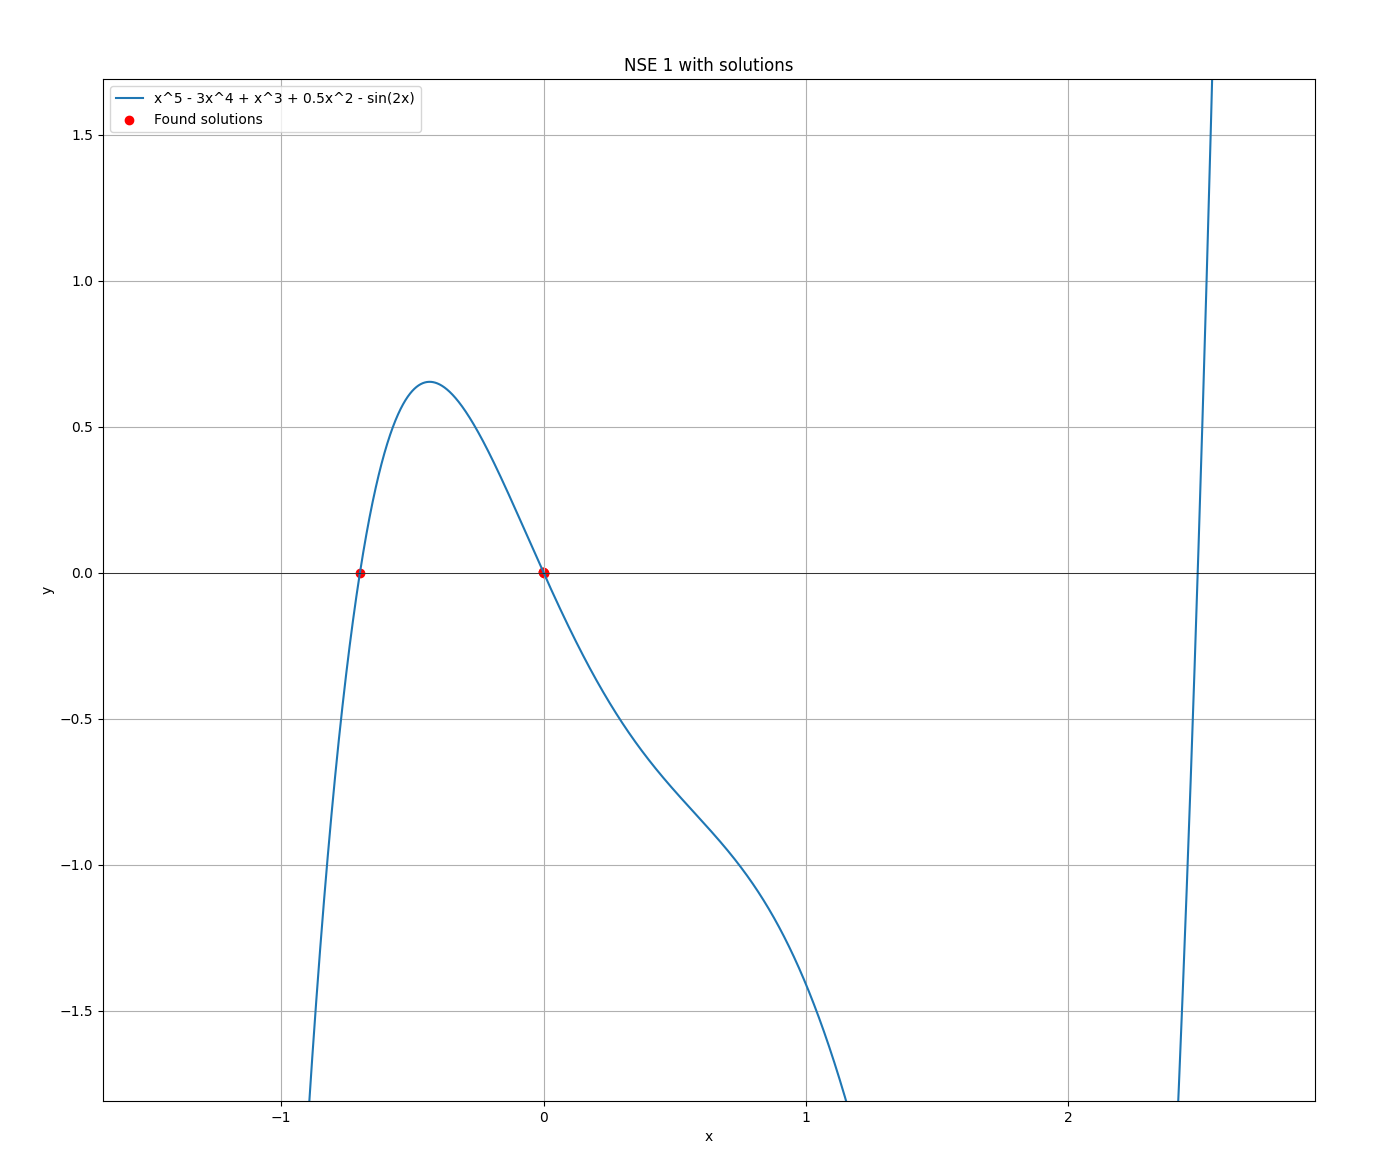 NSE 1 with solutions
x^5 - 3x^4 + x^3 + 0.5x^2 - sin(2x)
Found solutions
1.5
1.0
0.5
0.0
−0.5
−1.0
−1.5
y
−1 0 1 2
x